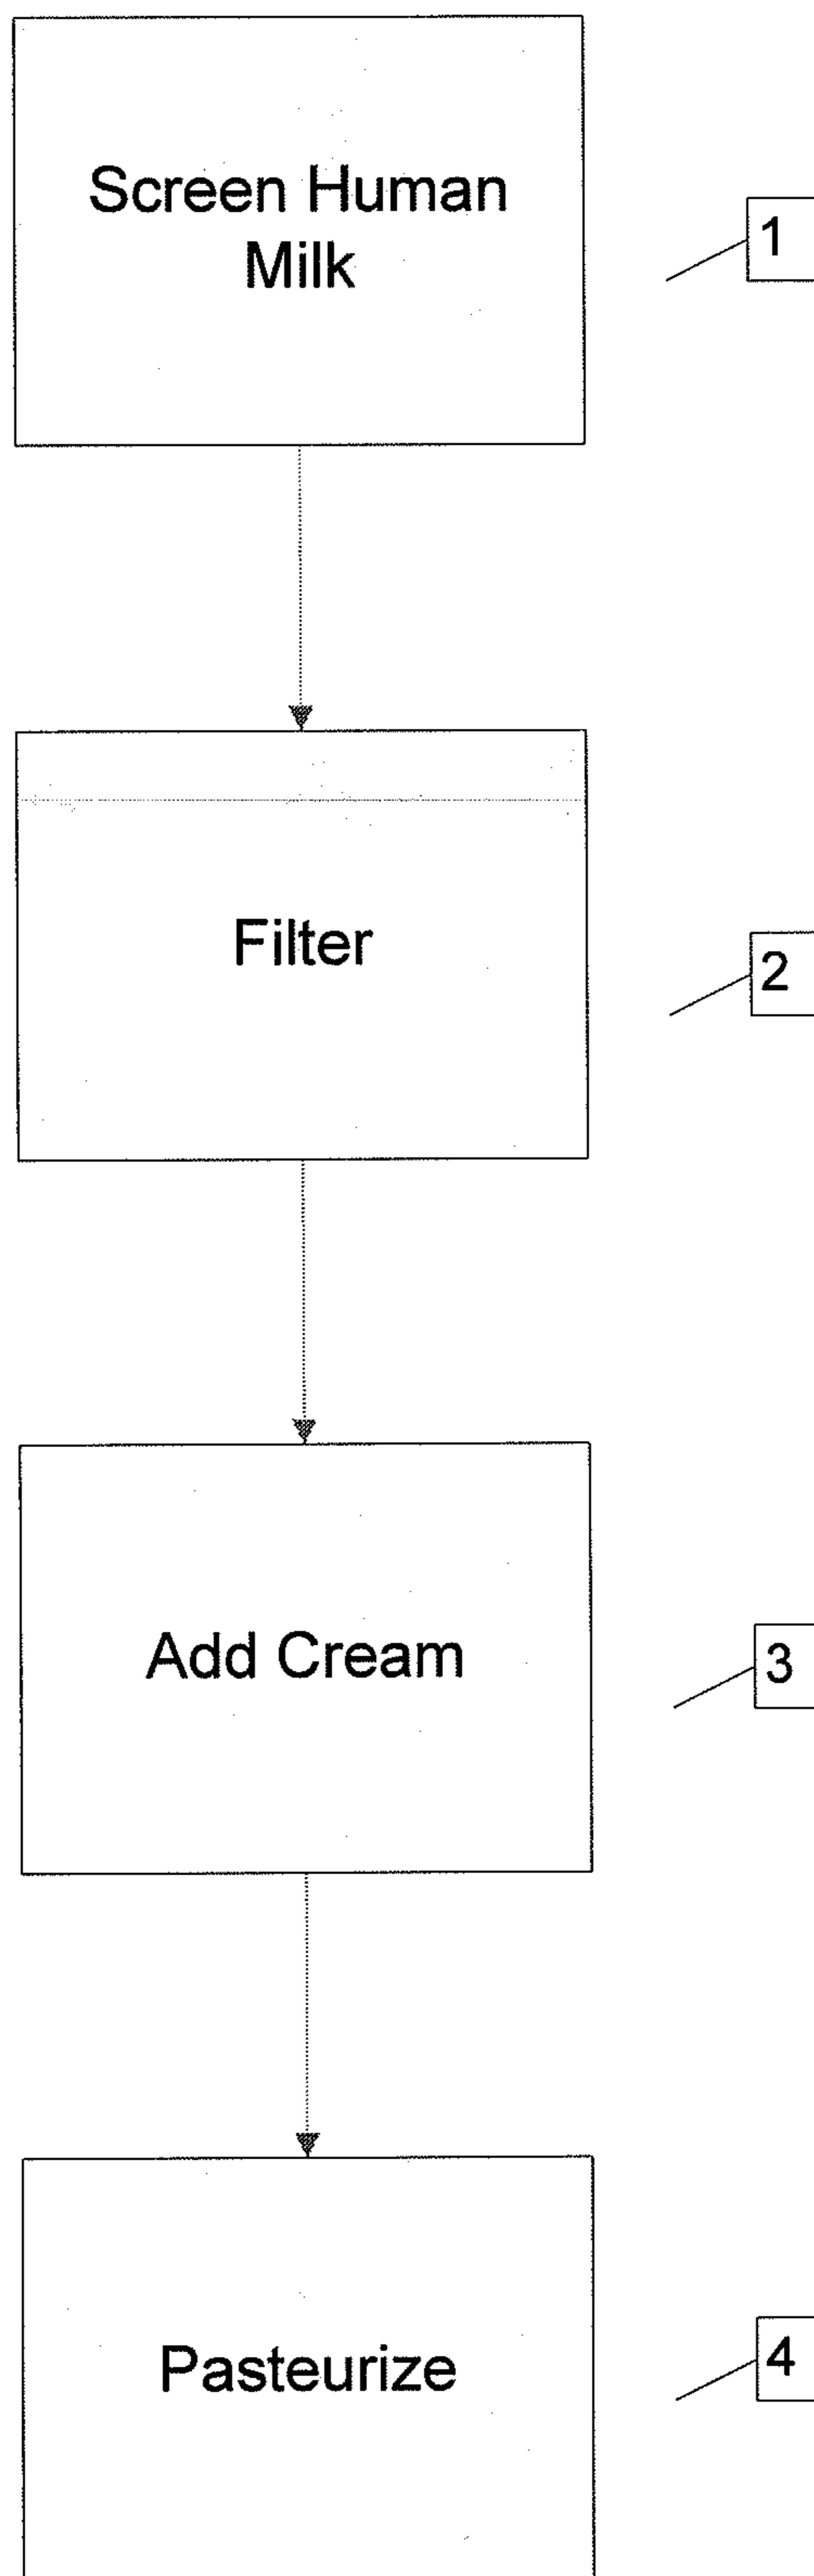 Screen Human
Milk
1
Filter
2
Add Cream
3
Pasteurize
4